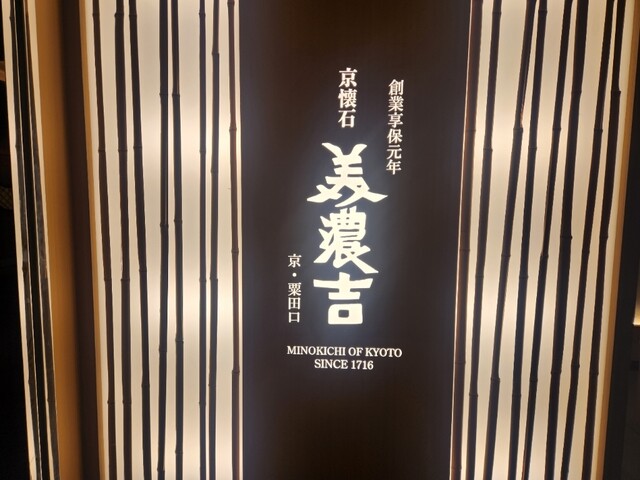 創業享保元年
京懐石
美濃吉
京・粟田口
MINOKICHI OF KYOTO
SINCE 1716